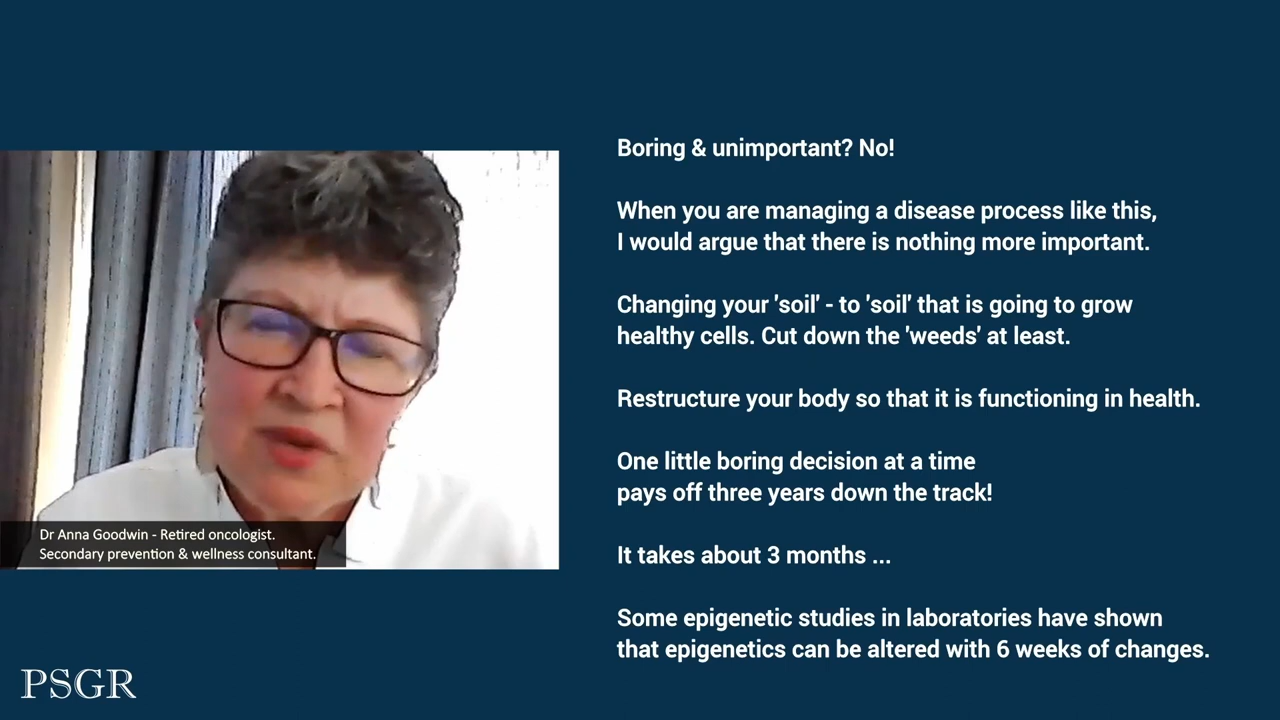 Boring & unimportant? No!
When you are managing a disease process like this,
I would argue that there is nothing more important.
Changing your 'soil' - to 'soil' that is going to grow
healthy cells. Cut down the 'weeds' at least.
Restructure your body so that it is functioning in health.
One little boring decision at a time
pays off three years down the track!
It takes about 3 months ...
Some epigenetic studies in laboratories have shown
that epigenetics can be altered with 6 weeks of changes.
Dr Anna Goodwin - Retired oncologist.
Secondary prevention & wellness consultant.
PSGR